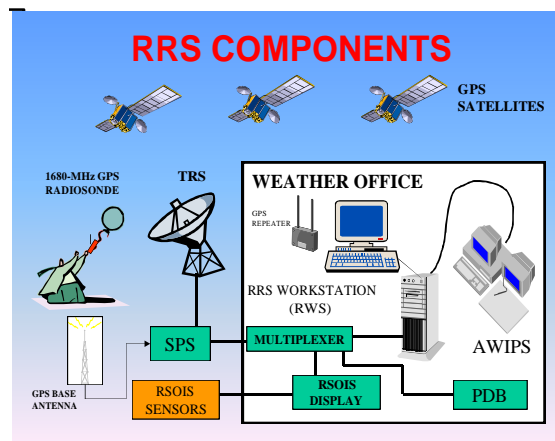 RRS COMPONENTS
GPS
SATELLITES
1680-MHz GPS
RADIOSONDE
TRS
WEATHER OFFICE
GPS
REPEATER
RRS WORKSTATION
(RWS)
AWIPS
SPS
MULTIPLEXER
GPS BASE
ANTENNA
RSOIS
SENSORS
RSOIS
DISPLAY
PDB